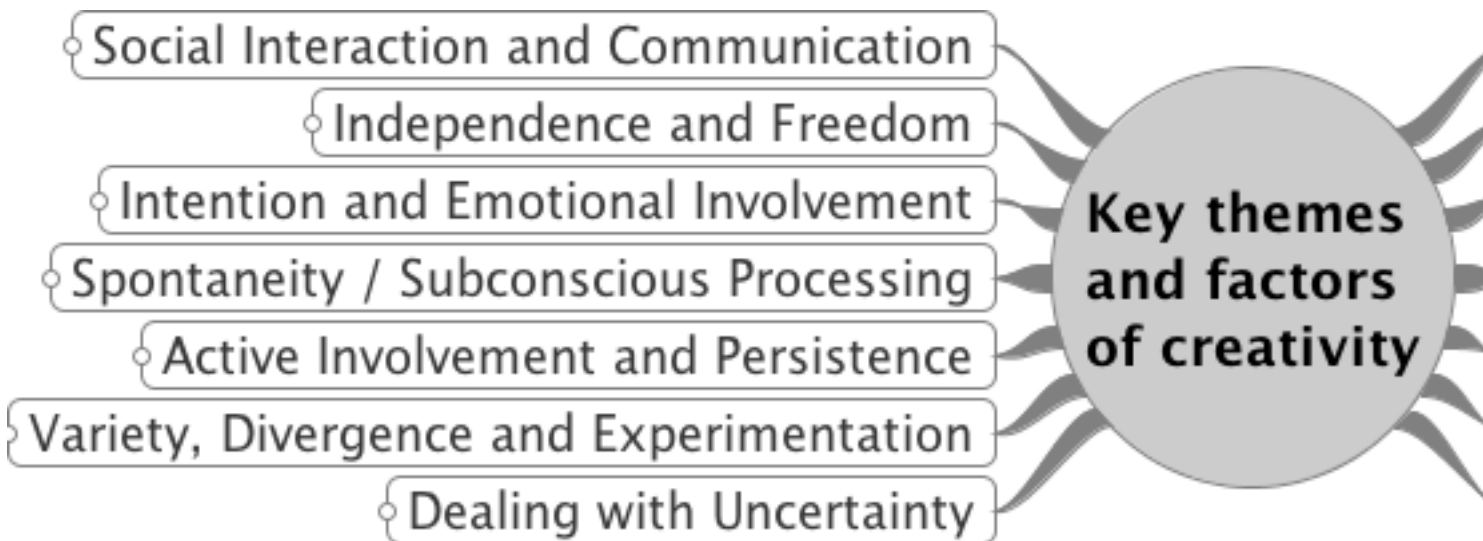 Social Interaction and Communication
Independence and Freedom
Intention and Emotional Involvement
Spontaneity / Subconscious Processing
Active Involvement and Persistence
Variety, Divergence and Experimentation
Dealing with Uncertainty
Key themes
and factors
of creativity